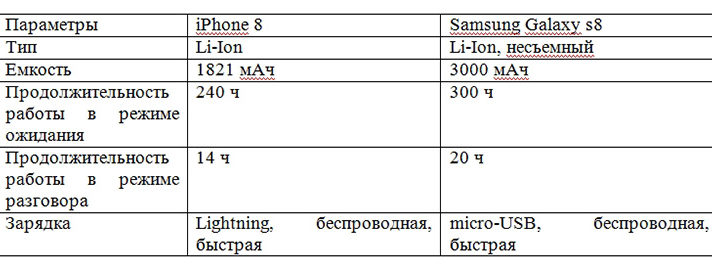 Параметры iPhone 8 Samsung Galaxy s8
Тип Li-Ion Li-Ion, несъемный
Емкость 1821 мАч 3000 мАч
Продолжительность 240 ч 300 ч
работы в режиме
ожидания
Продолжительность 14 ч 20 ч
работы в режиме
разговора
Зарядка Lightning, беспроводная, micro-USB, беспроводная,
быстрая быстрая